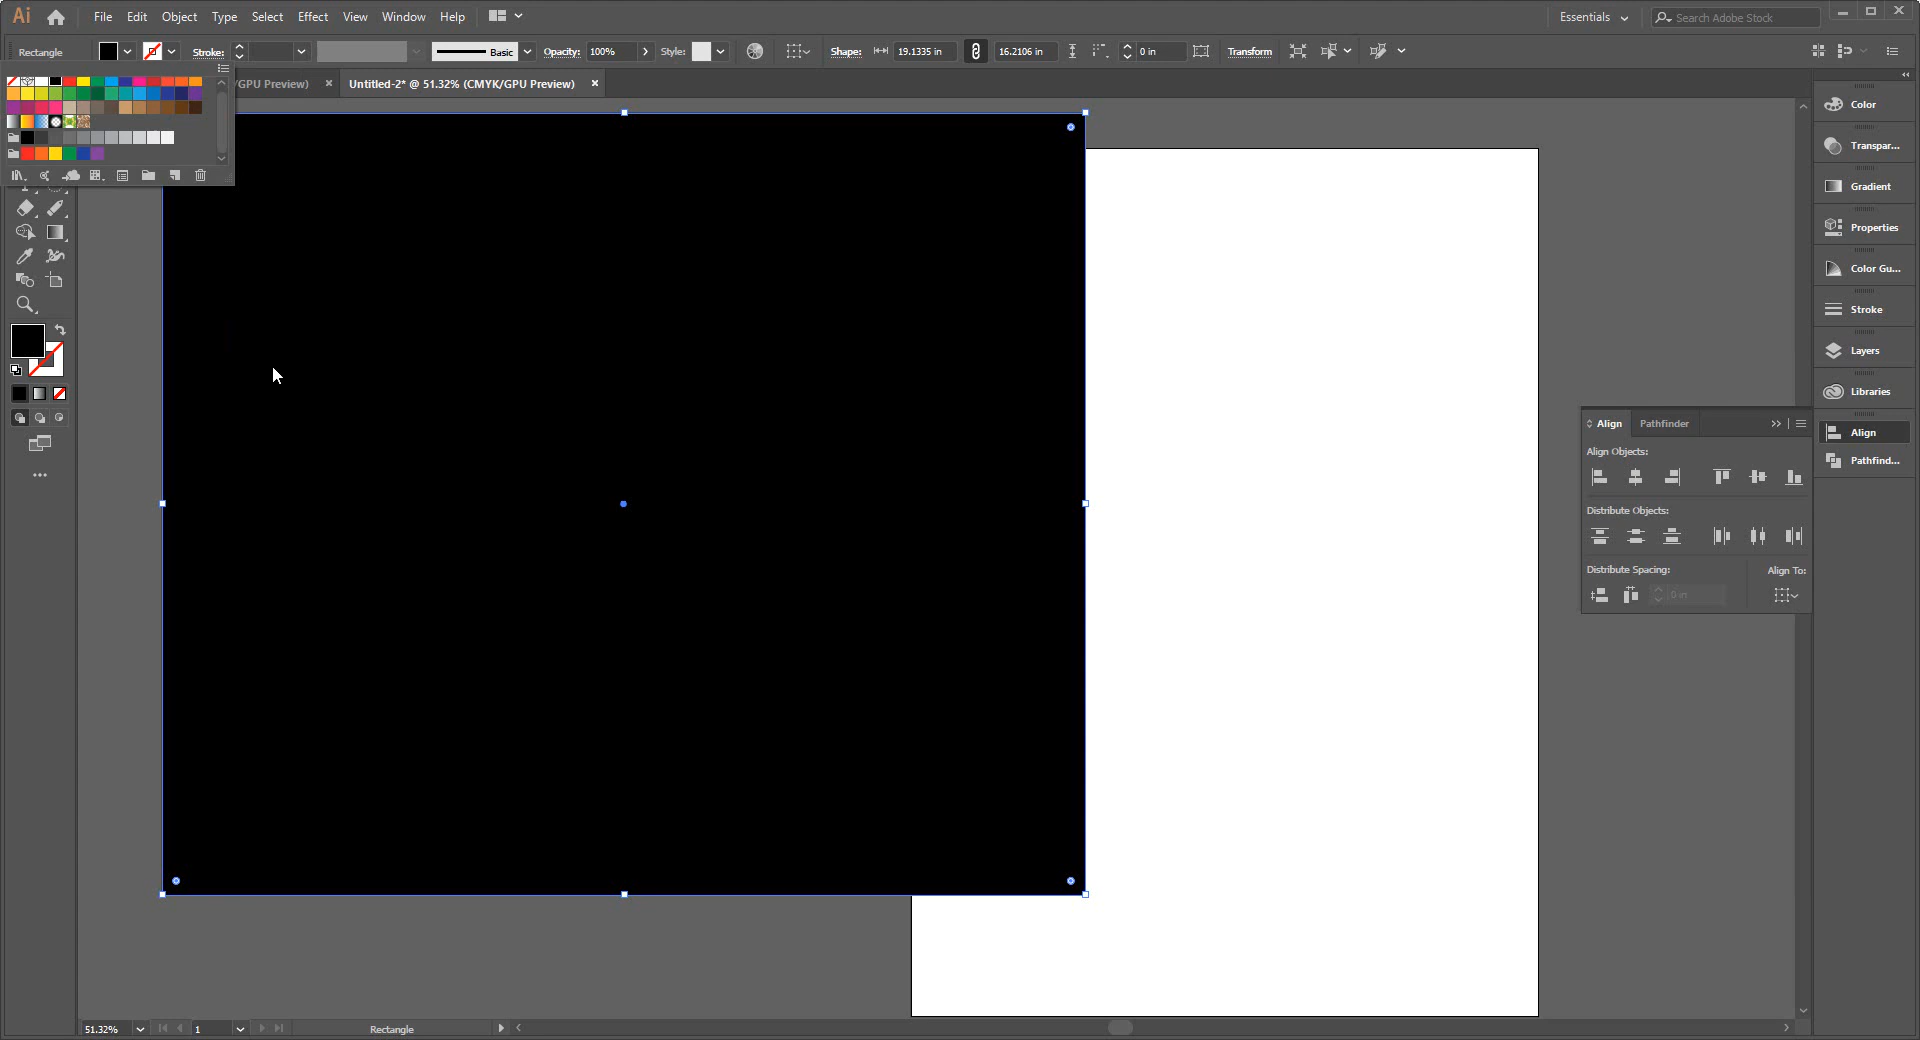 Ai File Edit Object Type Select Effect View Window Help Essentials Search Adobe Stock
Rectangle Stroke: Basic Opacity: 100% Style: Shape: 19.1335 in 16.2106 in 0 in Transform
/GPU Preview) × Untitled-2* @ 51.32% (CMYK/GPU Preview) ×
Color
Transpar...
Gradient
Properties
Color Gu...
Stroke
Layers
Libraries
Align
Pathfind...
Align Pathfinder
Align Objects:
Distribute Objects:
Distribute Spacing: Align To:
0 in
51.32% 1 Rectangle